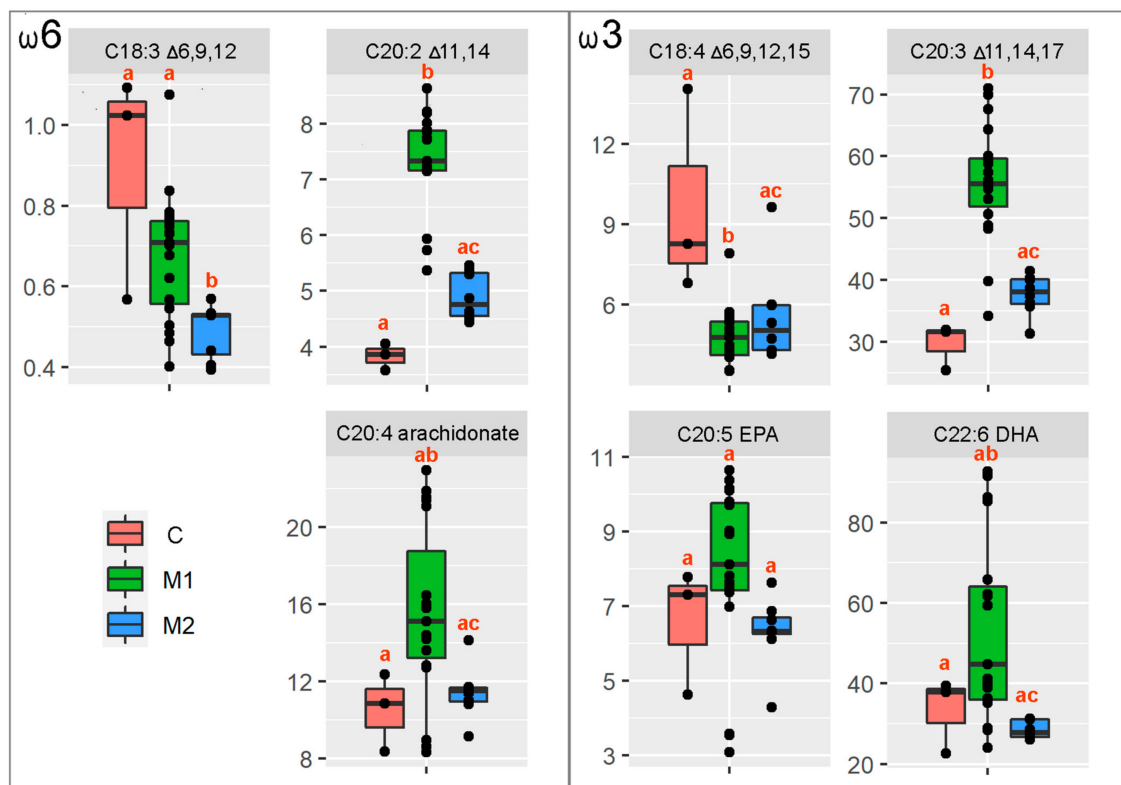 ω6
C18:3 Δ6,9,12
a a b
1.0
0.8
0.6
0.4
C20:2 Δ11,14
a b ac
8
7
6
5
4
C20:4 arachidonate
a ab ac
20
16
12
8
C
M1
M2
ω3
C18:4 Δ6,9,12,15
a b ac
12
9
6
C20:3 Δ11,14,17
a b ac
70
60
50
40
30
C20:5 EPA
a a a
11
9
7
5
3
C22:6 DHA
a ab ac
80
60
40
20